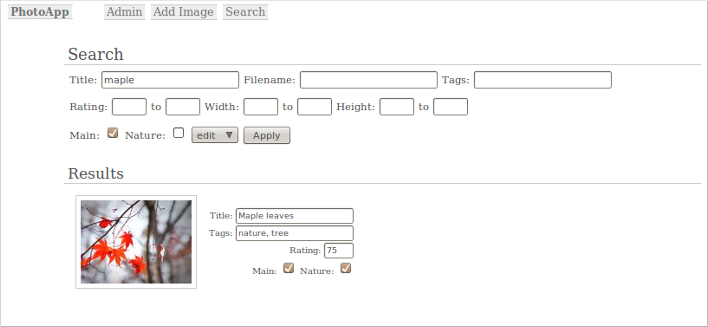 PhotoApp Admin Add Image Search
Search
Title: maple Filename: Tags:
Rating: to Width: to Height: to
Main: Nature: edit Apply
Results
Title: Maple leaves
Tags: nature, tree
Rating: 75
Main: Nature: